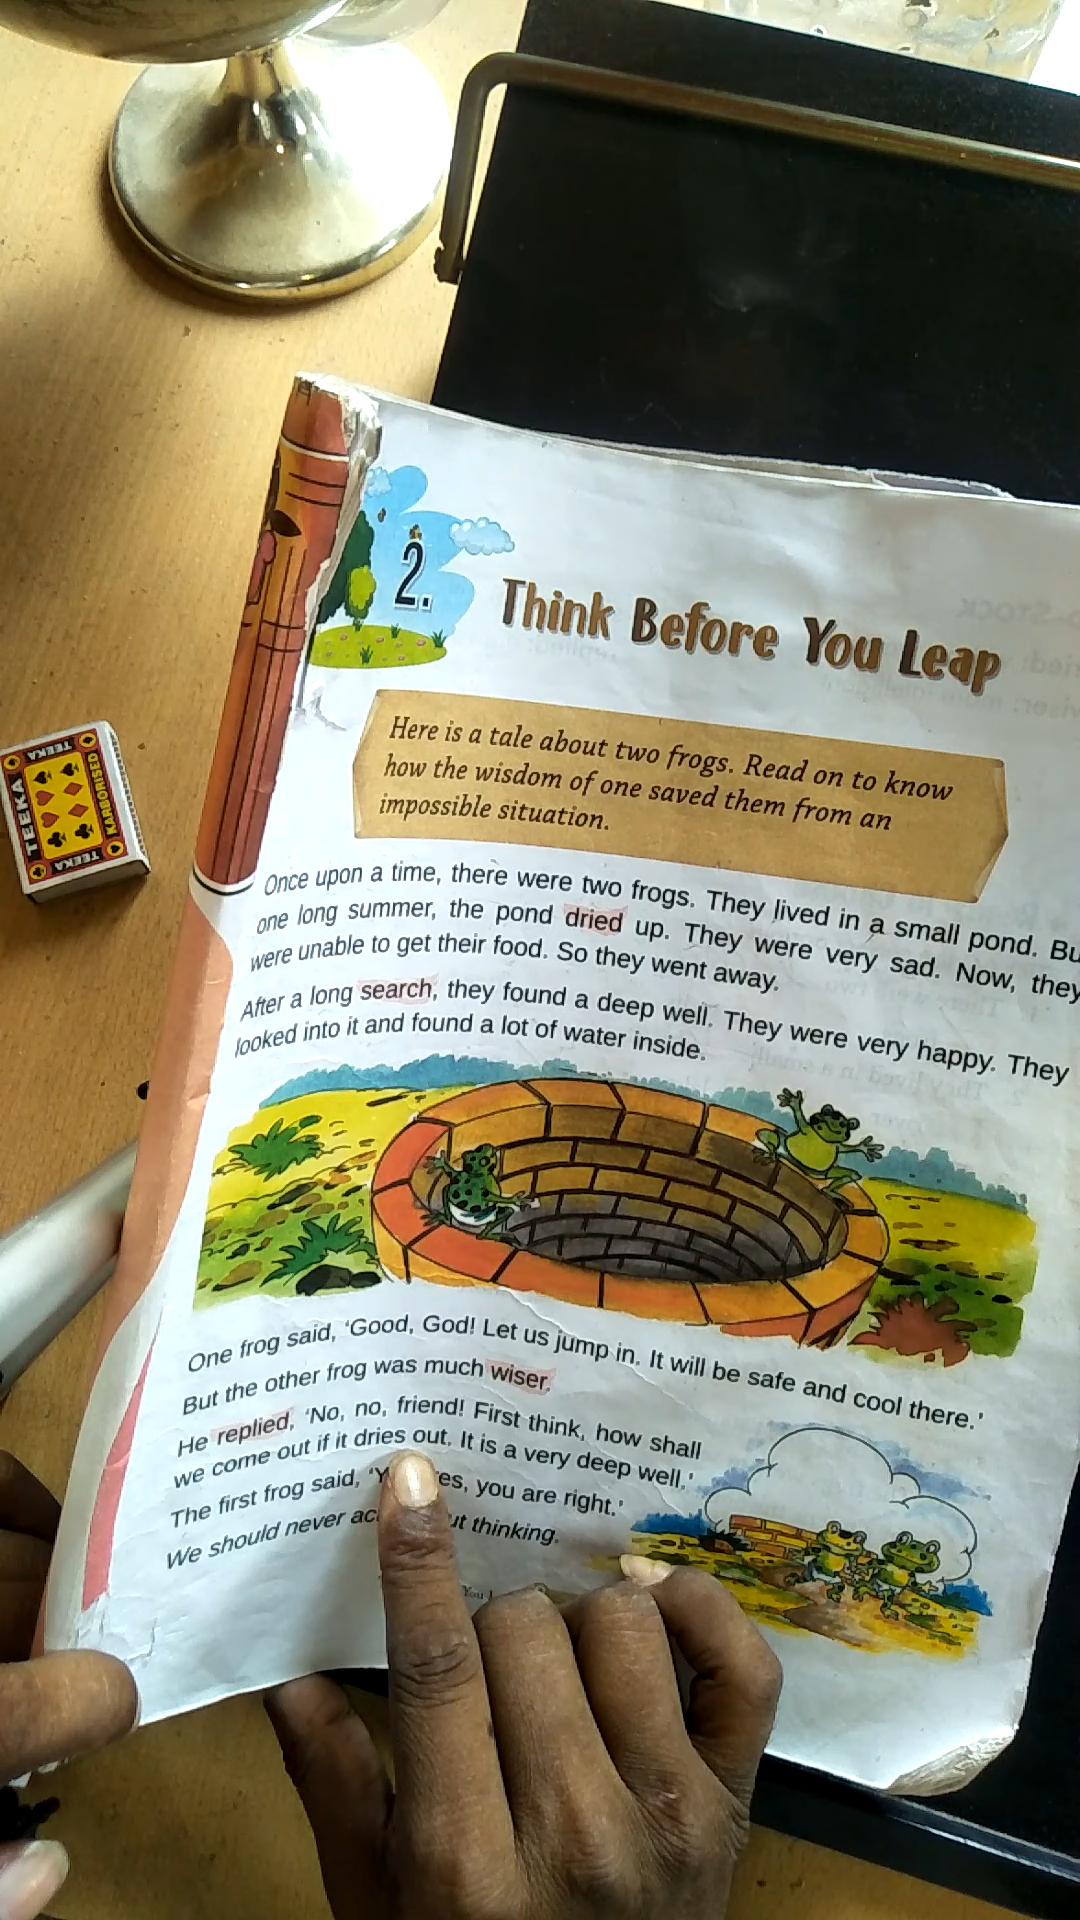 TEEKA
TEEKA
KARBORISED
TEEKA
2.
Think Before You Leap
Here is a tale about two frogs. Read on to know
how the wisdom of one saved them from an
impossible situation.
Once upon a time, there were two frogs. They lived in a small pond. Bu
one long summer, the pond dried up. They were very sad. Now, they
were unable to get their food. So they went away.
After a long search, they found a deep well. They were very happy. They
looked into it and found a lot of water inside.
One frog said, ‘Good, God! Let us jump in. It will be safe and cool there.’
But the other frog was much wiser.
He replied, ‘No, no, friend! First think, how shall
we come out if it dries out. It is a very deep well.’
The first frog said, ‘Y es, you are right.’
We should never ac ut thinking.
You